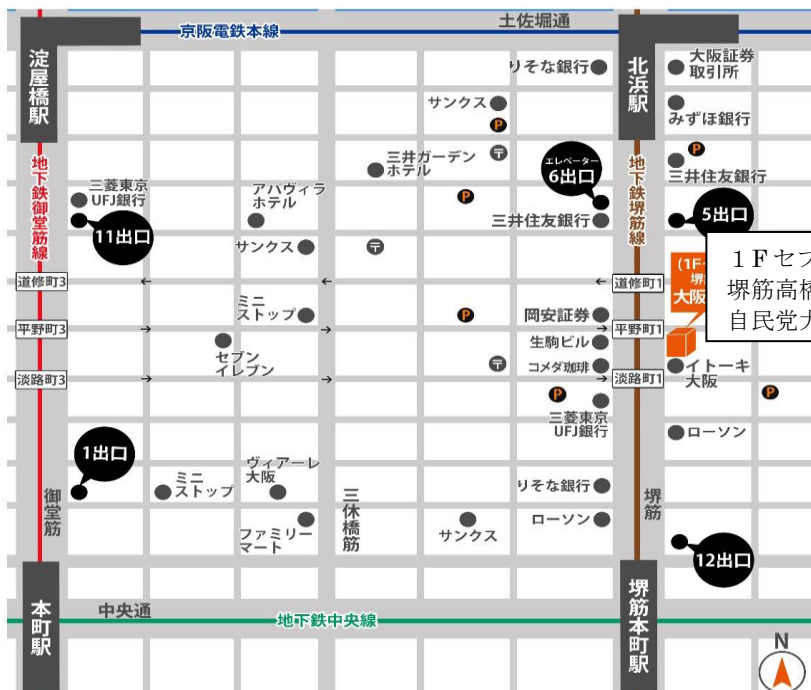 土佐堀通
京阪電鉄本線
淀屋橋駅
北浜駅
りそな銀行
大阪証券
取引所
サンクス
みずほ銀行
P
〒
P
地下鉄御堂筋線
三井ガーデン
ホテル
エレベーター
6出口
地下鉄堺筋線
三井住友銀行
三菱東京
UFJ銀行
アパヴィラ
ホテル
P
三井住友銀行
5出口
11出口
サンクス
〒
(1F
堺
大阪
1Fセブ
堺筋高橋
自民党大
道修町3
道修町1
ミニ
ストップ
P
岡安証券
平野町3
平野町1
セブン
イレブン
生駒ビル
〒
コメダ珈琲
イトーキ
大阪
淡路町3
淡路町1
P
P
三菱東京
UFJ銀行
ローソン
1出口
ミニ
ストップ
ヴィアーレ
大阪
りそな銀行
御堂筋
三休橋筋
堺筋
ファミリー
マート
サンクス
ローソン
12出口
本町駅
中央通
地下鉄中央線
堺筋本町駅
N